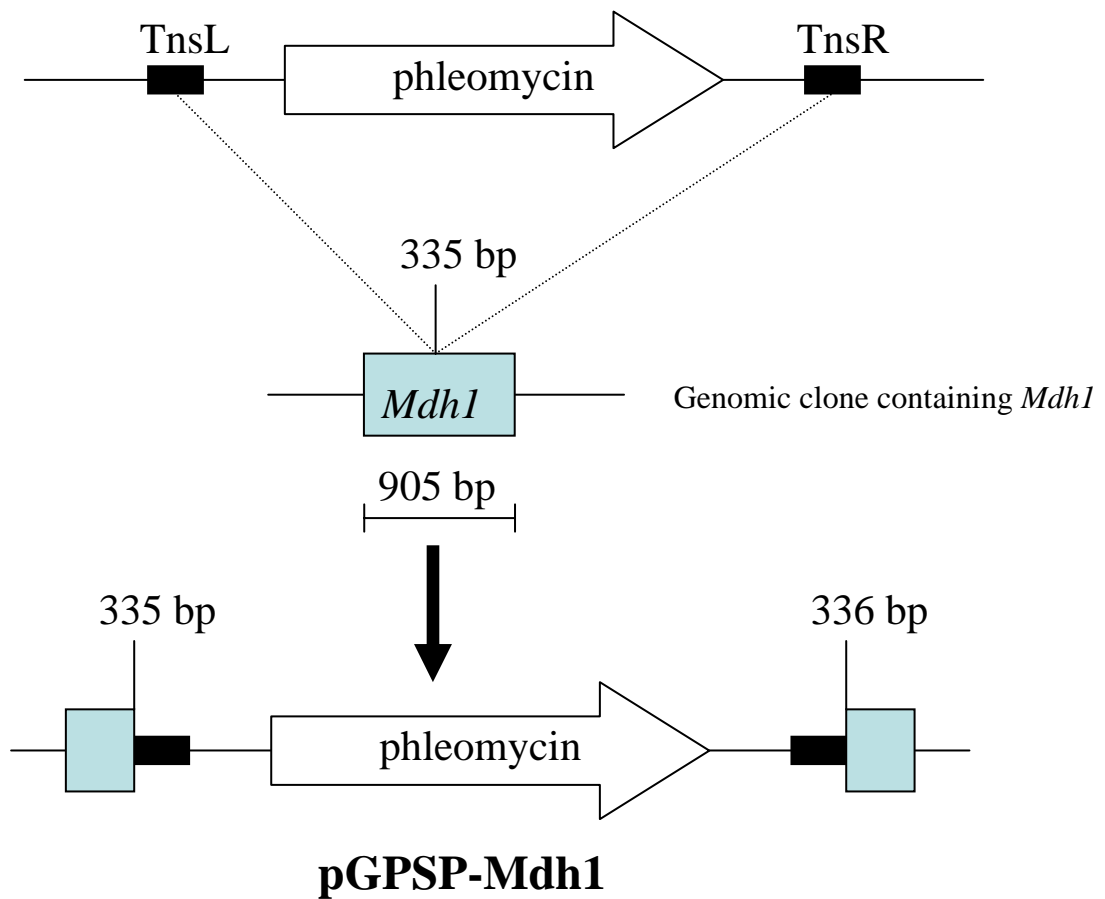 TnsL
TnsR
phleomycin
335 bp
Mdh1
Genomic clone containing Mdh1
905 bp
335 bp
336 bp
phleomycin
pGPSP-Mdh1